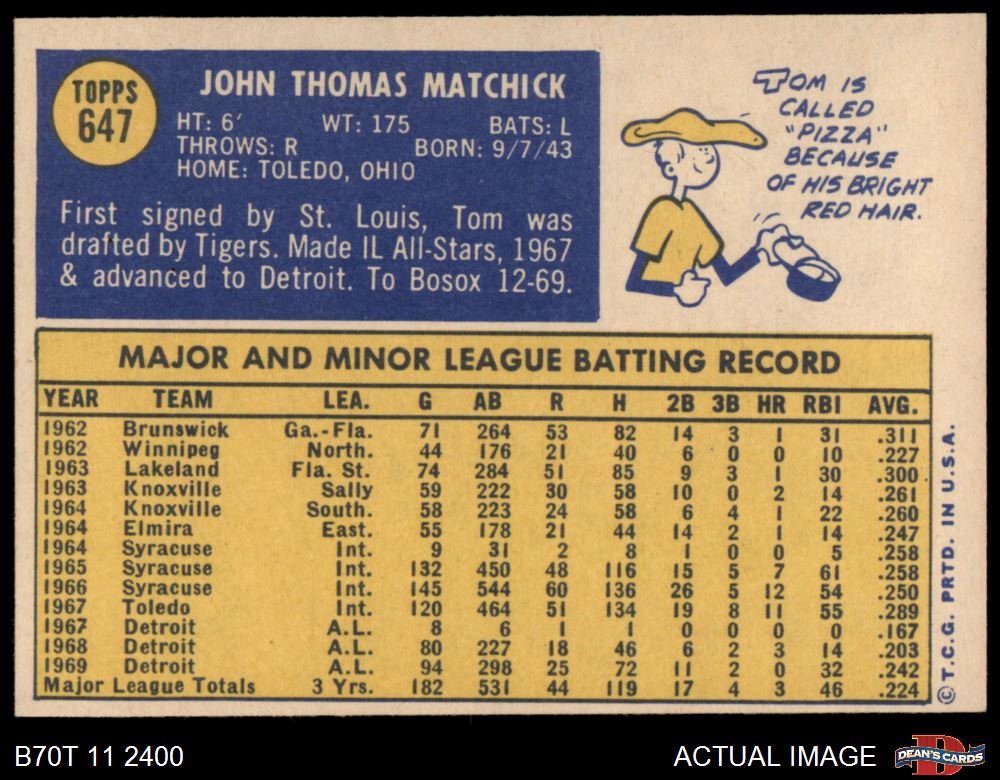 TOPPS
647
JOHN THOMAS MATCHICK
HT: 6' WT: 175 BATS: L
THROWS: R BORN: 9/7/43
HOME: TOLEDO, OHIO
First signed by St. Louis, Tom was
drafted by Tigers. Made IL All-Stars, 1967
& advanced to Detroit. To Bosox 12-69.
TOM IS
CALLED
"PIZZA"
BECAUSE
OF HIS BRIGHT
RED HAIR.
MAJOR AND MINOR LEAGUE BATTING RECORD
YEAR TEAM LEA. G AB R H 2B 3B HR RBI AVG.
1962 Brunswick Ga.-Fla. 71 264 53 82 14 3 1 31 .311
1962 Winnipeg North. 44 176 21 40 6 0 0 10 .227
1963 Lakeland Fla. St. 74 284 51 85 9 3 1 30 .300
1963 Knoxville Sally 59 222 30 58 10 0 2 14 .261
1964 Knoxville South. 58 223 24 58 6 4 1 22 .260
1964 Elmira East. 55 178 21 44 14 2 1 14 .247
1964 Syracuse Int. 9 31 2 8 1 0 0 5 .258
1965 Syracuse Int. 132 450 48 116 15 5 7 61 .258
1966 Syracuse Int. 145 544 60 136 26 5 12 54 .250
1967 Toledo Int. 120 464 51 134 19 8 11 55 .289
1967 Detroit A.L. 8 6 1 1 0 0 0 0 .167
1968 Detroit A.L. 80 227 18 46 6 2 3 14 .203
1969 Detroit A.L. 94 298 25 72 11 2 0 32 .242
Major League Totals 3 Yrs. 182 531 44 119 17 4 3 46 .224
©T.C.G. PRTD. IN U.S.A.
B70T 11 2400
ACTUAL IMAGE
D
DEAN'S CARDS